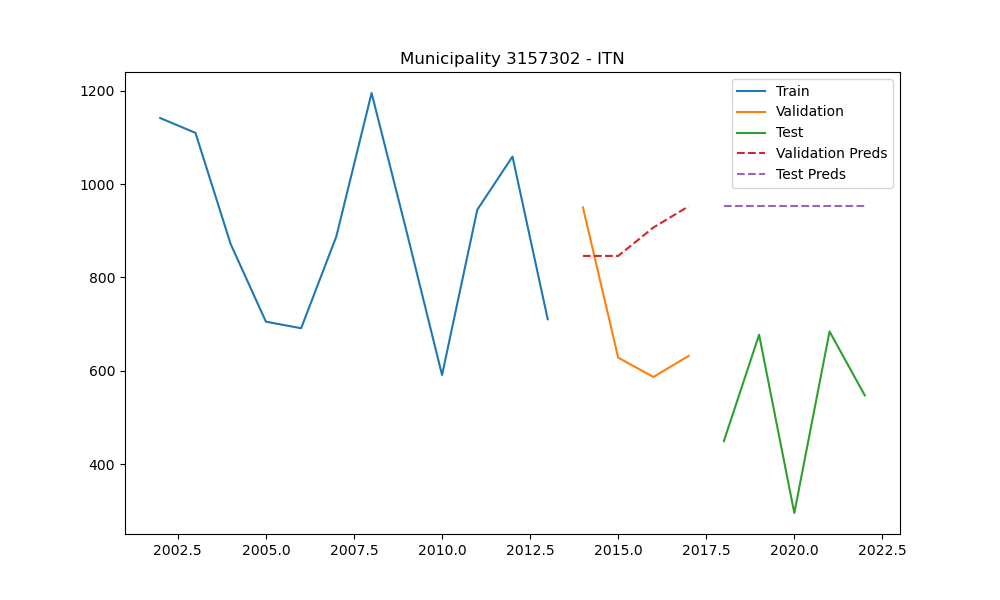 Municipality 3157302 - ITN
1200
1000
800
600
400
Train
Validation
Test
Validation Preds
Test Preds
2002.5 2005.0 2007.5 2010.0 2012.5 2015.0 2017.5 2020.0 2022.5